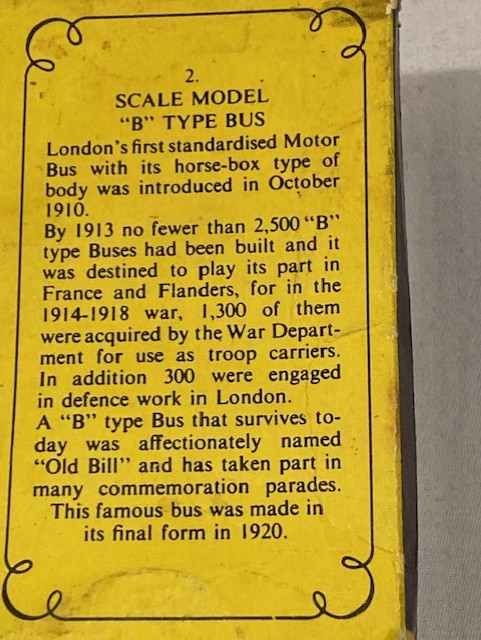 2.
SCALE MODEL
“B” TYPE BUS
London's first standardised Motor
Bus with its horse-box type of
body was introduced in October
1910.
By 1913 no fewer than 2,500 “B”
type Buses had been built and it
was destined to play its part in
France and Flanders, for in the
1914-1918 war, 1,300 of them
were acquired by the War Depart-
ment for use as troop carriers.
In addition 300 were engaged
in defence work in London.
A “B” type Bus that survives to-
day was affectionately named
“Old Bill” and has taken part in
many commemoration parades.
This famous bus was made in
its final form in 1920.